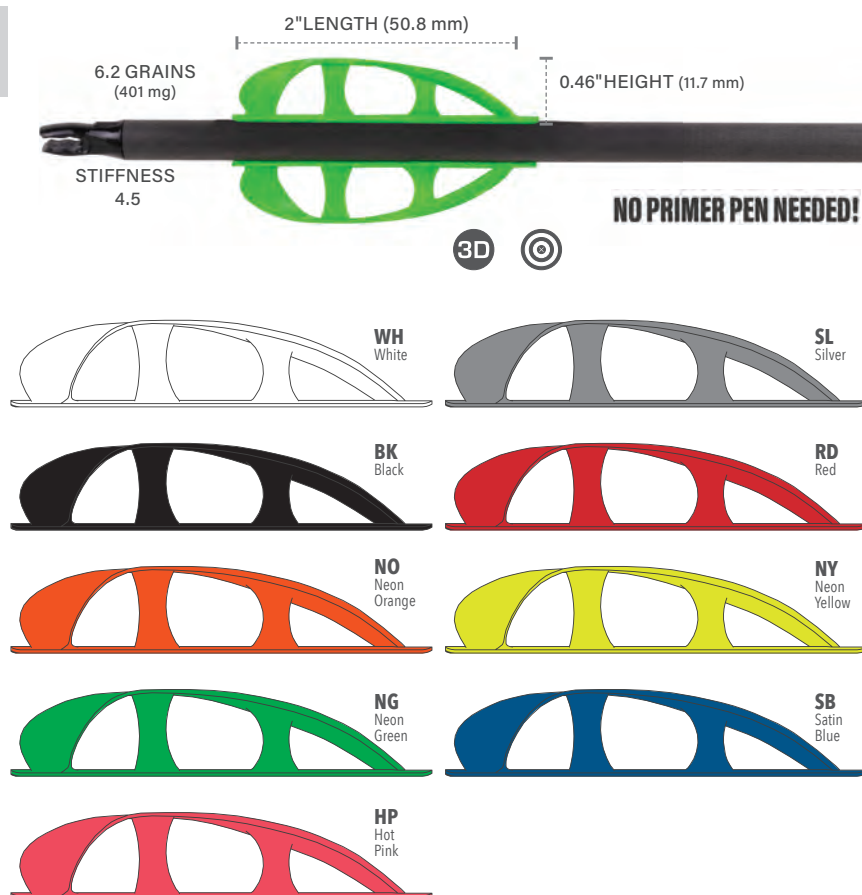 2"LENGTH (50.8 mm)
6.2 GRAINS
(401 mg)
0.46"HEIGHT (11.7 mm)
STIFFNESS
4.5
NO PRIMER PEN NEEDED!
3D
WH
White
SL
Silver
BK
Black
RD
Red
NO
Neon
Orange
NY
Neon
Yellow
NG
Neon
Green
SB
Satin
Blue
HP
Hot
Pink